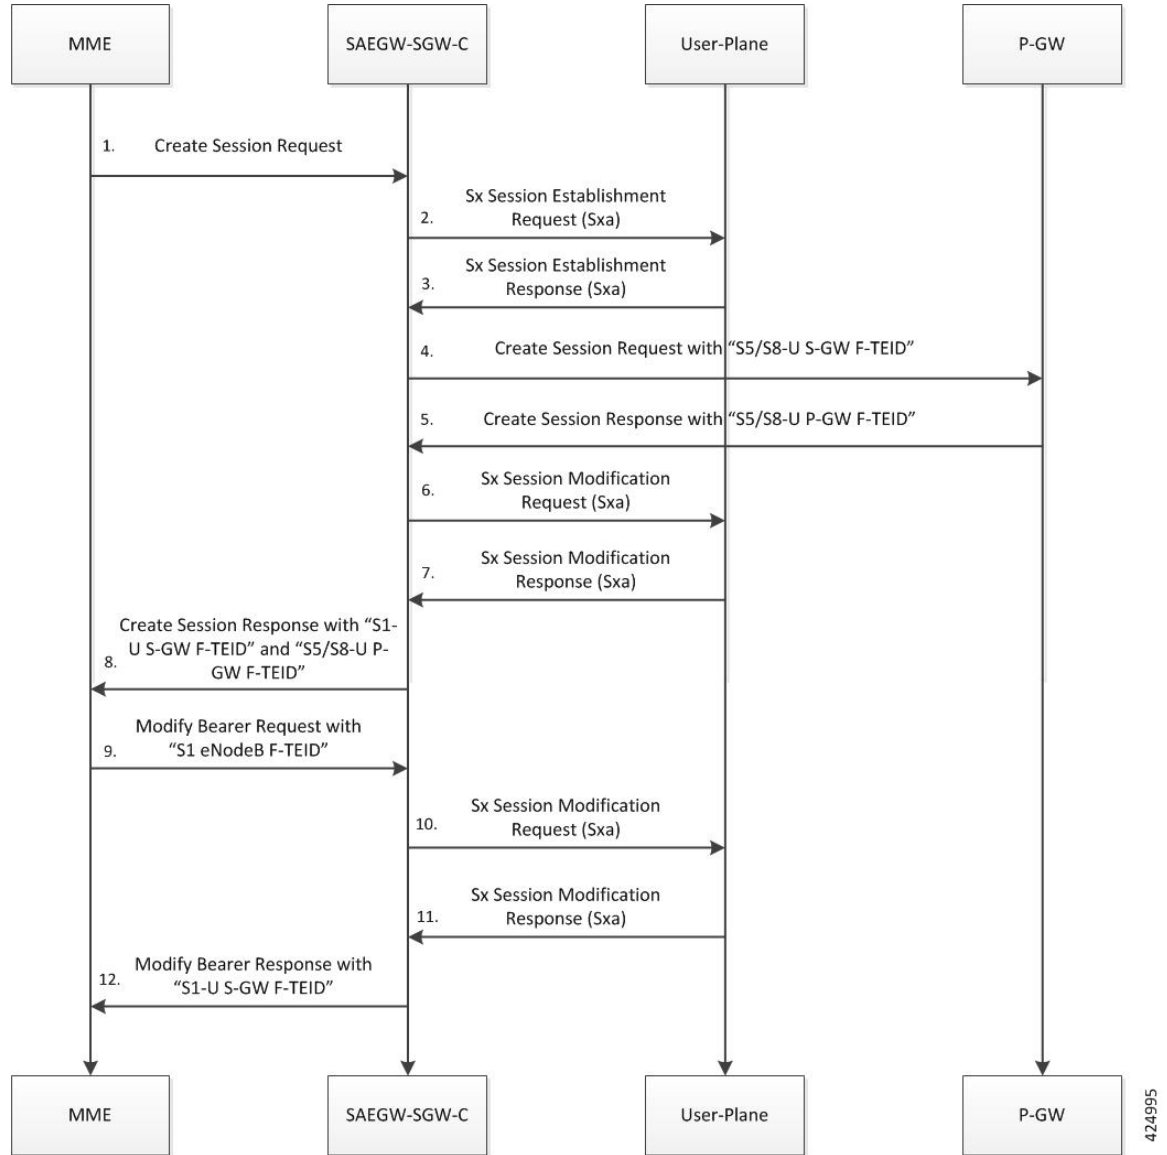 MME
SAEGW-SGW-C
User-Plane
P-GW
1. Create Session Request
Sx Session Establishment
2. Request (Sxa)
Sx Session Establishment
3. Response (Sxa)
4. Create Session Request with “S5/S8-U S-GW F-TEID”
5. Create Session Response with “S5/S8-U P-GW F-TEID”
Sx Session Modification
6. Request (Sxa)
Sx Session Modification
7. Response (Sxa)
Create Session Response with “S1-
U S-GW F-TEID” and “S5/S8-U P-
8. GW F-TEID”
Modify Bearer Request with
9. “S1 eNodeB F-TEID”
Sx Session Modification
10. Request (Sxa)
Sx Session Modification
11. Response (Sxa)
Modify Bearer Response with
12. “S1-U S-GW F-TEID”
MME
SAEGW-SGW-C
User-Plane
P-GW
424995